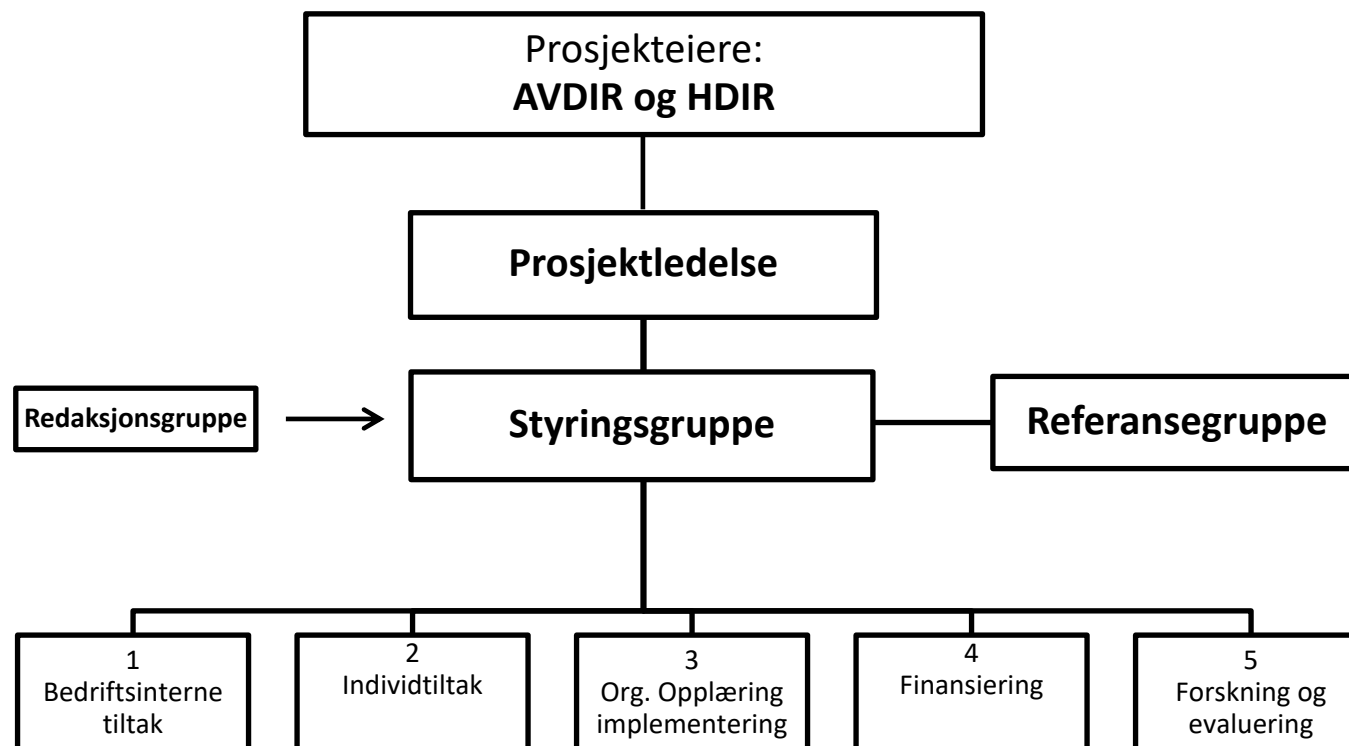 Prosjekteiere:
AVDIR og HDIR
Prosjektledelse
Redaksjonsgruppe
Styringsgruppe
Referansegruppe
1
Bedriftsinterne
tiltak
2
Individtiltak
3
Org. Opplæring
implementering
4
Finansiering
5
Forskning og
evaluering